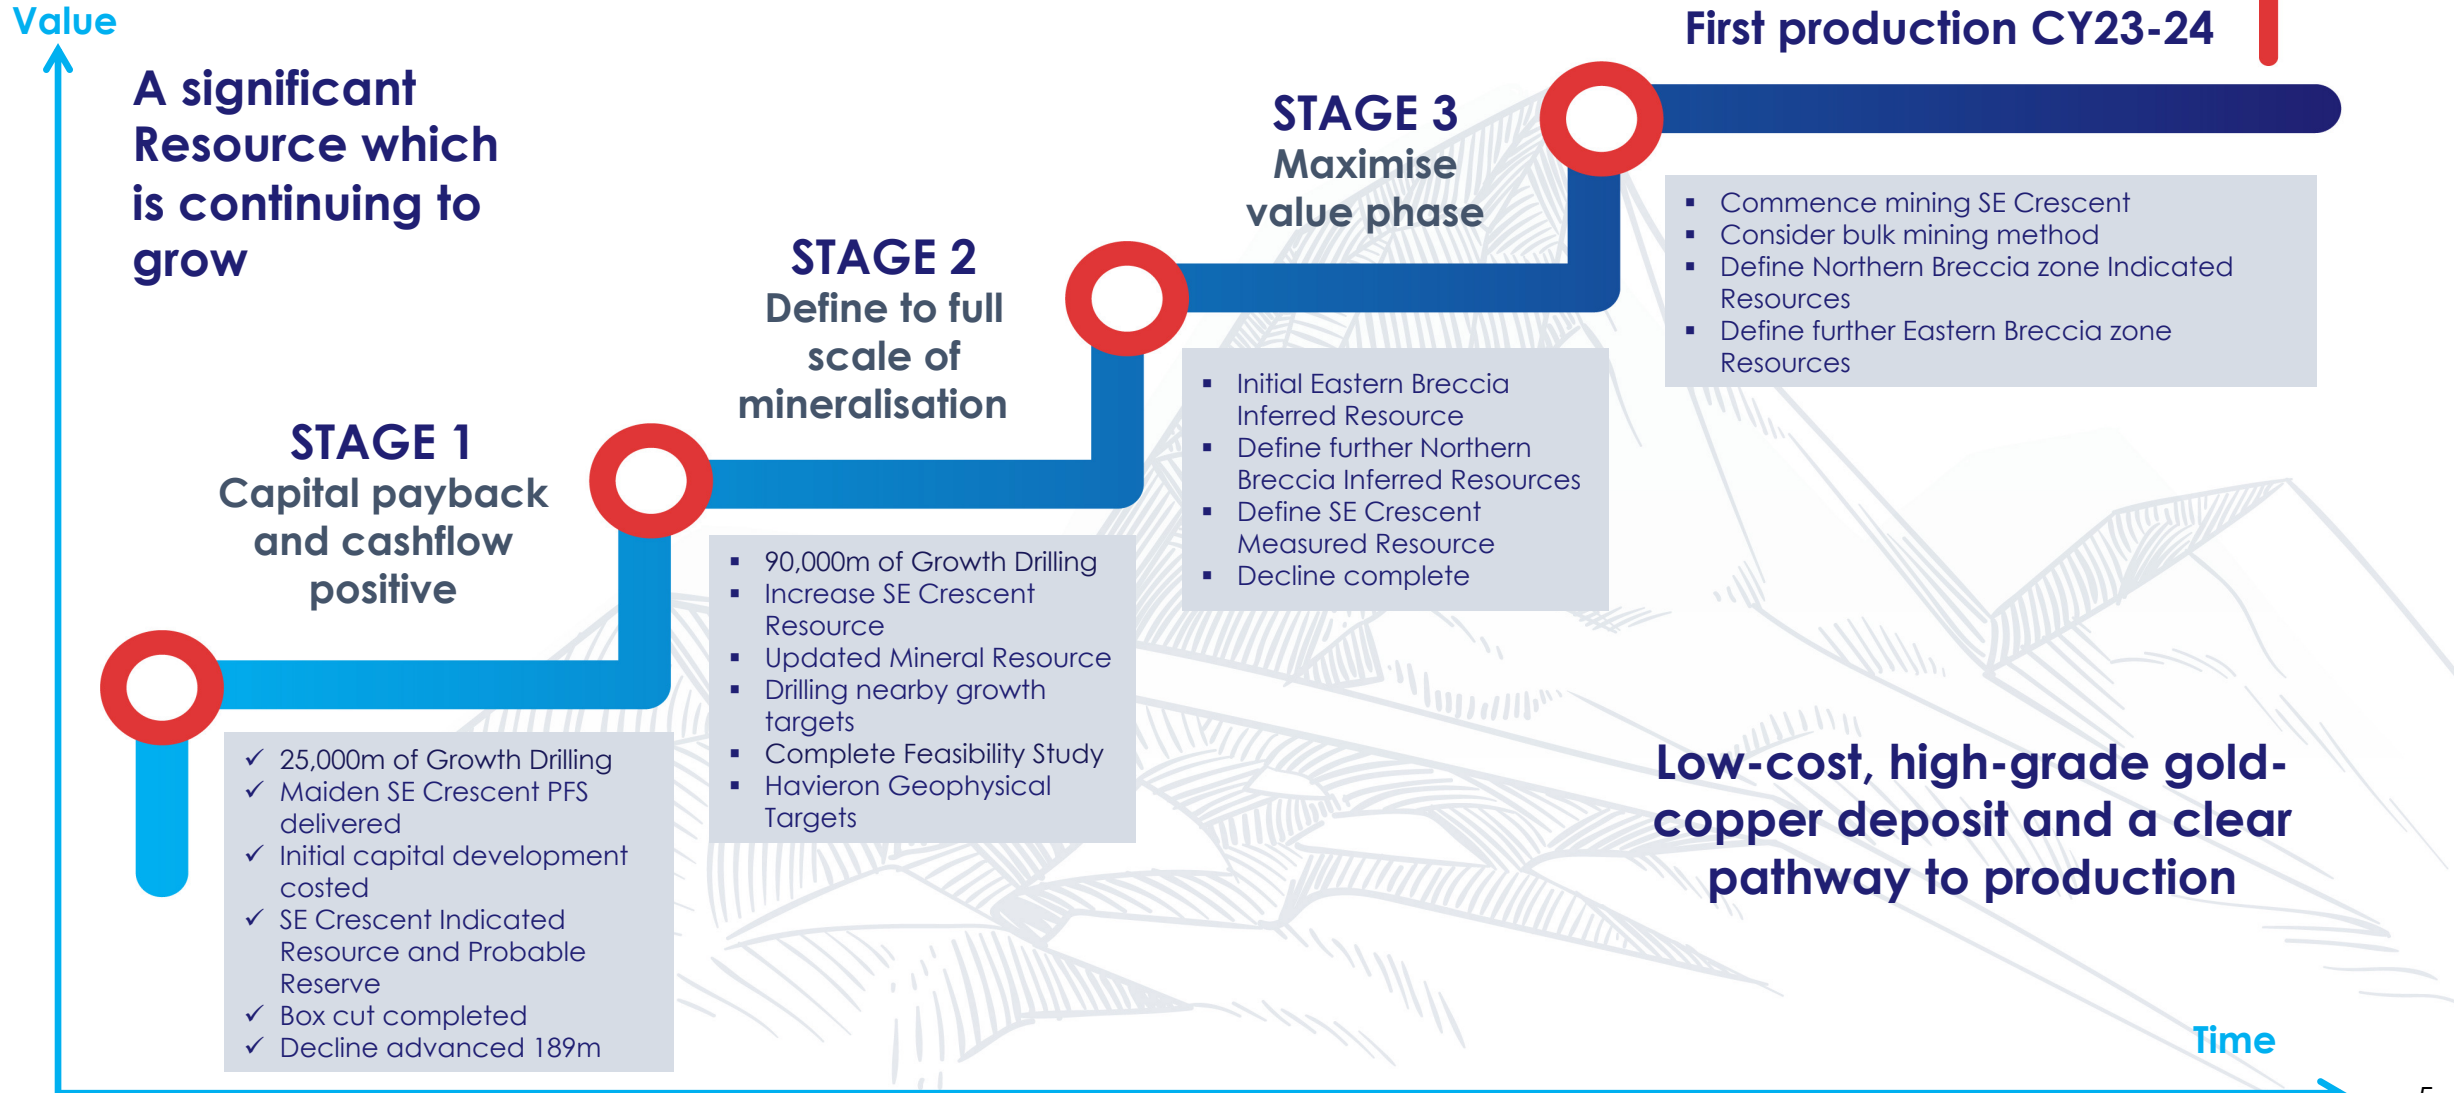 Value
First production CY23-24
A significant
Resource which
is continuing to
grow
STAGE 1
Capital payback
and cashflow
positive
✓ 25,000m of Growth Drilling
✓ Maiden SE Crescent PFS
delivered
✓ Initial capital development
costed
✓ SE Crescent Indicated
Resource and Probable
Reserve
✓ Box cut completed
✓ Decline advanced 189m
STAGE 2
Define to full
scale of
mineralisation
▪ 90,000m of Growth Drilling
▪ Increase SE Crescent
Resource
▪ Updated Mineral Resource
▪ Drilling nearby growth
targets
▪ Complete Feasibility Study
▪ Havieron Geophysical
Targets
STAGE 3
Maximise
value phase
▪ Initial Eastern Breccia
Inferred Resource
▪ Define further Northern
Breccia Inferred Resources
▪ Define SE Crescent
Measured Resource
▪ Decline complete
▪ Commence mining SE Crescent
▪ Consider bulk mining method
▪ Define Northern Breccia zone Indicated
Resources
▪ Define further Eastern Breccia zone
Resources
Low-cost, high-grade gold-
copper deposit and a clear
pathway to production
Time